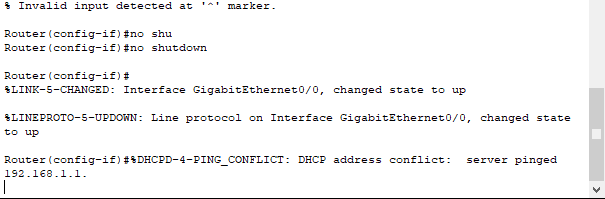 % Invalid input detected at '^' marker.
Router(config-if)#no shu
Router(config-if)#no shutdown
Router(config-if)#
%LINK-5-CHANGED: Interface GigabitEthernet0/0, changed state to up
%LINEPROTO-5-UPDOWN: Line protocol on Interface GigabitEthernet0/0, changed state
to up
Router(config-if)#%DHCPD-4-PING_CONFLICT: DHCP address conflict:  server pinged
192.168.1.1.